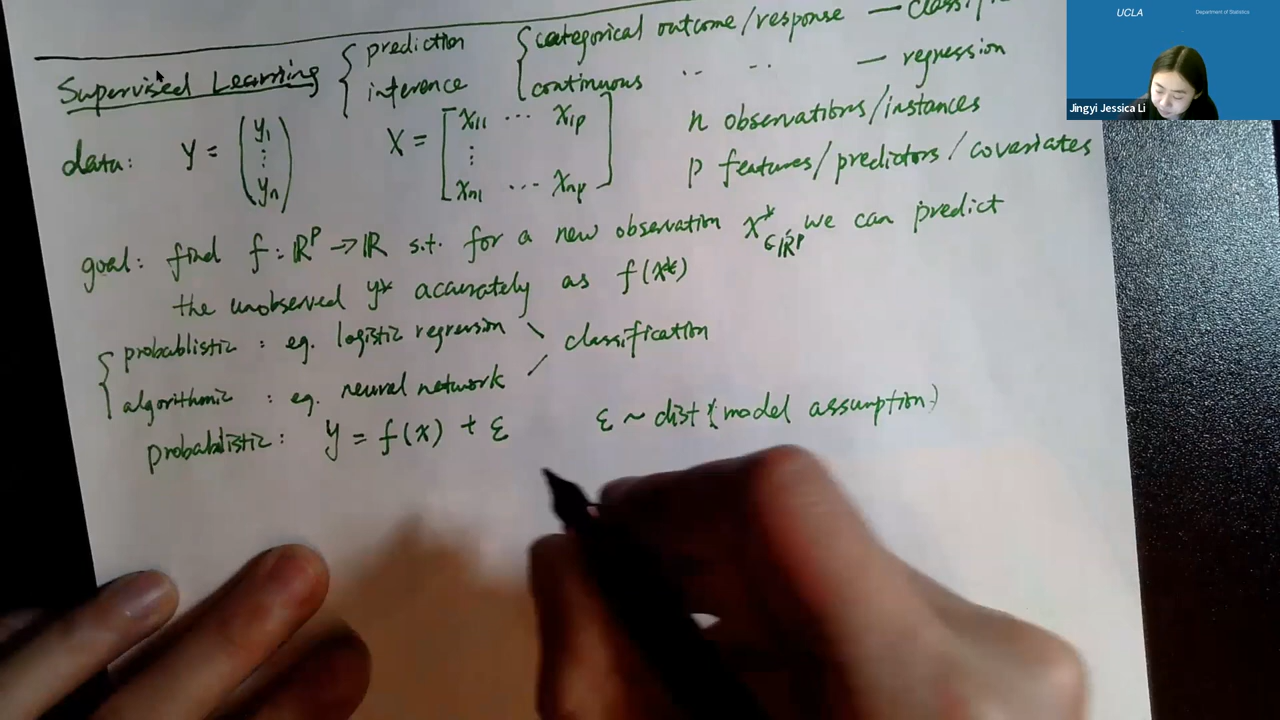 UCLA Department of Statistics
Jingyi Jessica Li
{ prediction { categorical outcome/response —
Supervised Learning { inference { continuous .. .. — regression
data: Y = (y1 ⋮ yn) X = [x11 ... x1p ⋮ xn1 ... xnp] n observations/instances
p features/predictors/covariates
goal: find f: ℝᵖ → ℝ s.t. for a new observation x* ∈ ℝᵖ, we can predict
the unobserved y* accurately as f(x*)
{ probablistic : eg. logistic regression \ classification
algorithmic : eg. neural network /
probablistic: y = f(x) + ε ε ~ dist (model assumption)